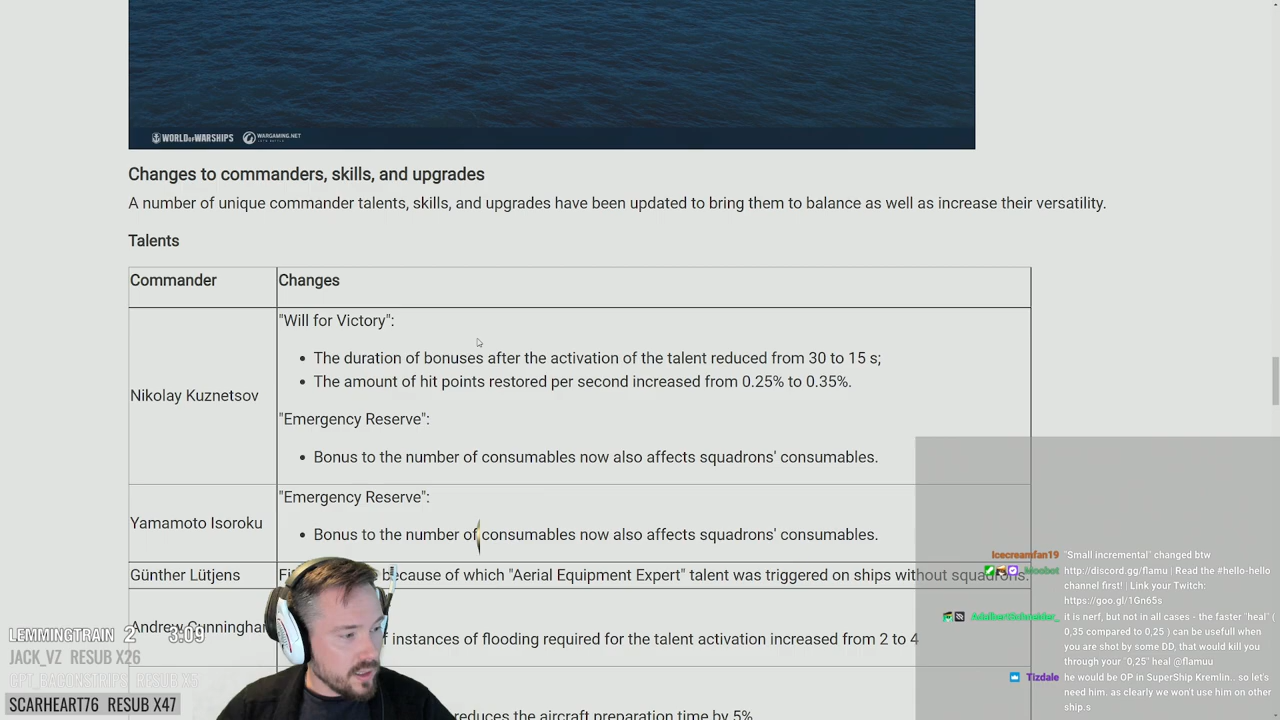 WORLD OF WARSHIPS WARGAMING.NET
Changes to commanders, skills, and upgrades
A number of unique commander talents, skills, and upgrades have been updated to bring them to balance as well as increase their versatility.
Talents
Commander Changes
Nikolay Kuznetsov
"Will for Victory":
The duration of bonuses after the activation of the talent reduced from 30 to 15 s;
The amount of hit points restored per second increased from 0.25% to 0.35%.
"Emergency Reserve":
Bonus to the number of consumables now also affects squadrons' consumables.
Yamamoto Isoroku
"Emergency Reserve":
Bonus to the number of consumables now also affects squadrons' consumables.
Günther Lütjens
because of which "Aerial Equipment Expert" talent was triggered on ships without squadrons.
Andrew Cunningham
of instances of flooding required for the talent activation increased from 2 to 4
reduces the aircraft preparation time by 5%
LEMMINGTRAIN 2 3:09
JACK_VZ RESUB X26
RESUB X5
SCARHEART76 RESUB X47
Icecreamfan19 "Small incremental" changed btw
Moobot http://discord.gg/flamu | Read the #hello-hello
channel first! | Link your Twitch:
https://goo.gl/1Gn65s
AdalbertSchneider_ it is nerf, but not in all cases - the faster "heal" (
0,35 compared to 0,25 ) can be usefull when
you are shot by some DD, that would kill you
through your "0,25" heal @flamuu
Tizdale he would be OP in SuperShip Kremlin.. so let's
need him. as clearly we won't use him on other
ship.s